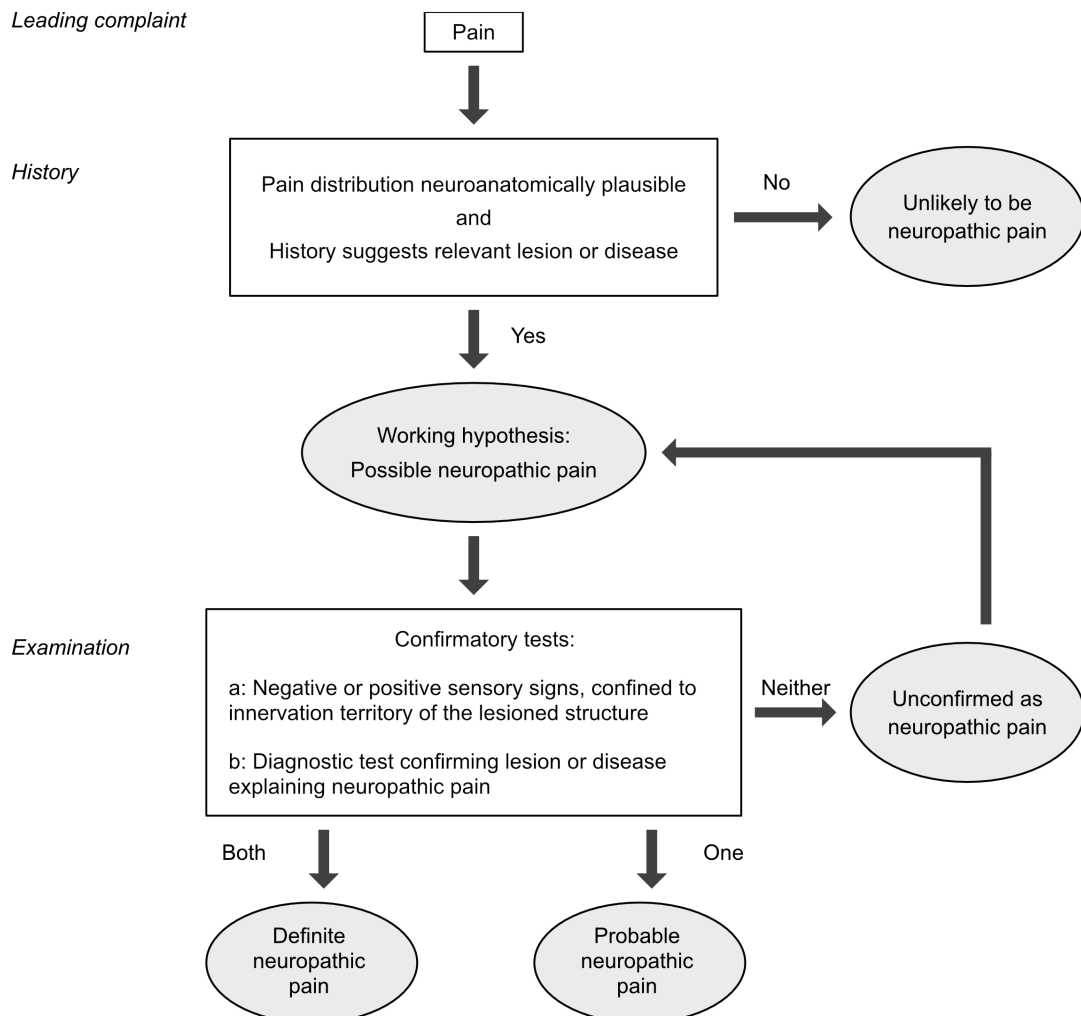 Leading complaint
Pain
History
Pain distribution neuroanatomically plausible
and
History suggests relevant lesion or disease
No
Unlikely to be
neuropathic pain
Yes
Working hypothesis:
Possible neuropathic pain
Examination
Confirmatory tests:
a: Negative or positive sensory signs, confined to
innervation territory of the lesioned structure
b: Diagnostic test confirming lesion or disease
explaining neuropathic pain
Neither
Unconfirmed as
neuropathic pain
Both
One
Definite
neuropathic
pain
Probable
neuropathic
pain